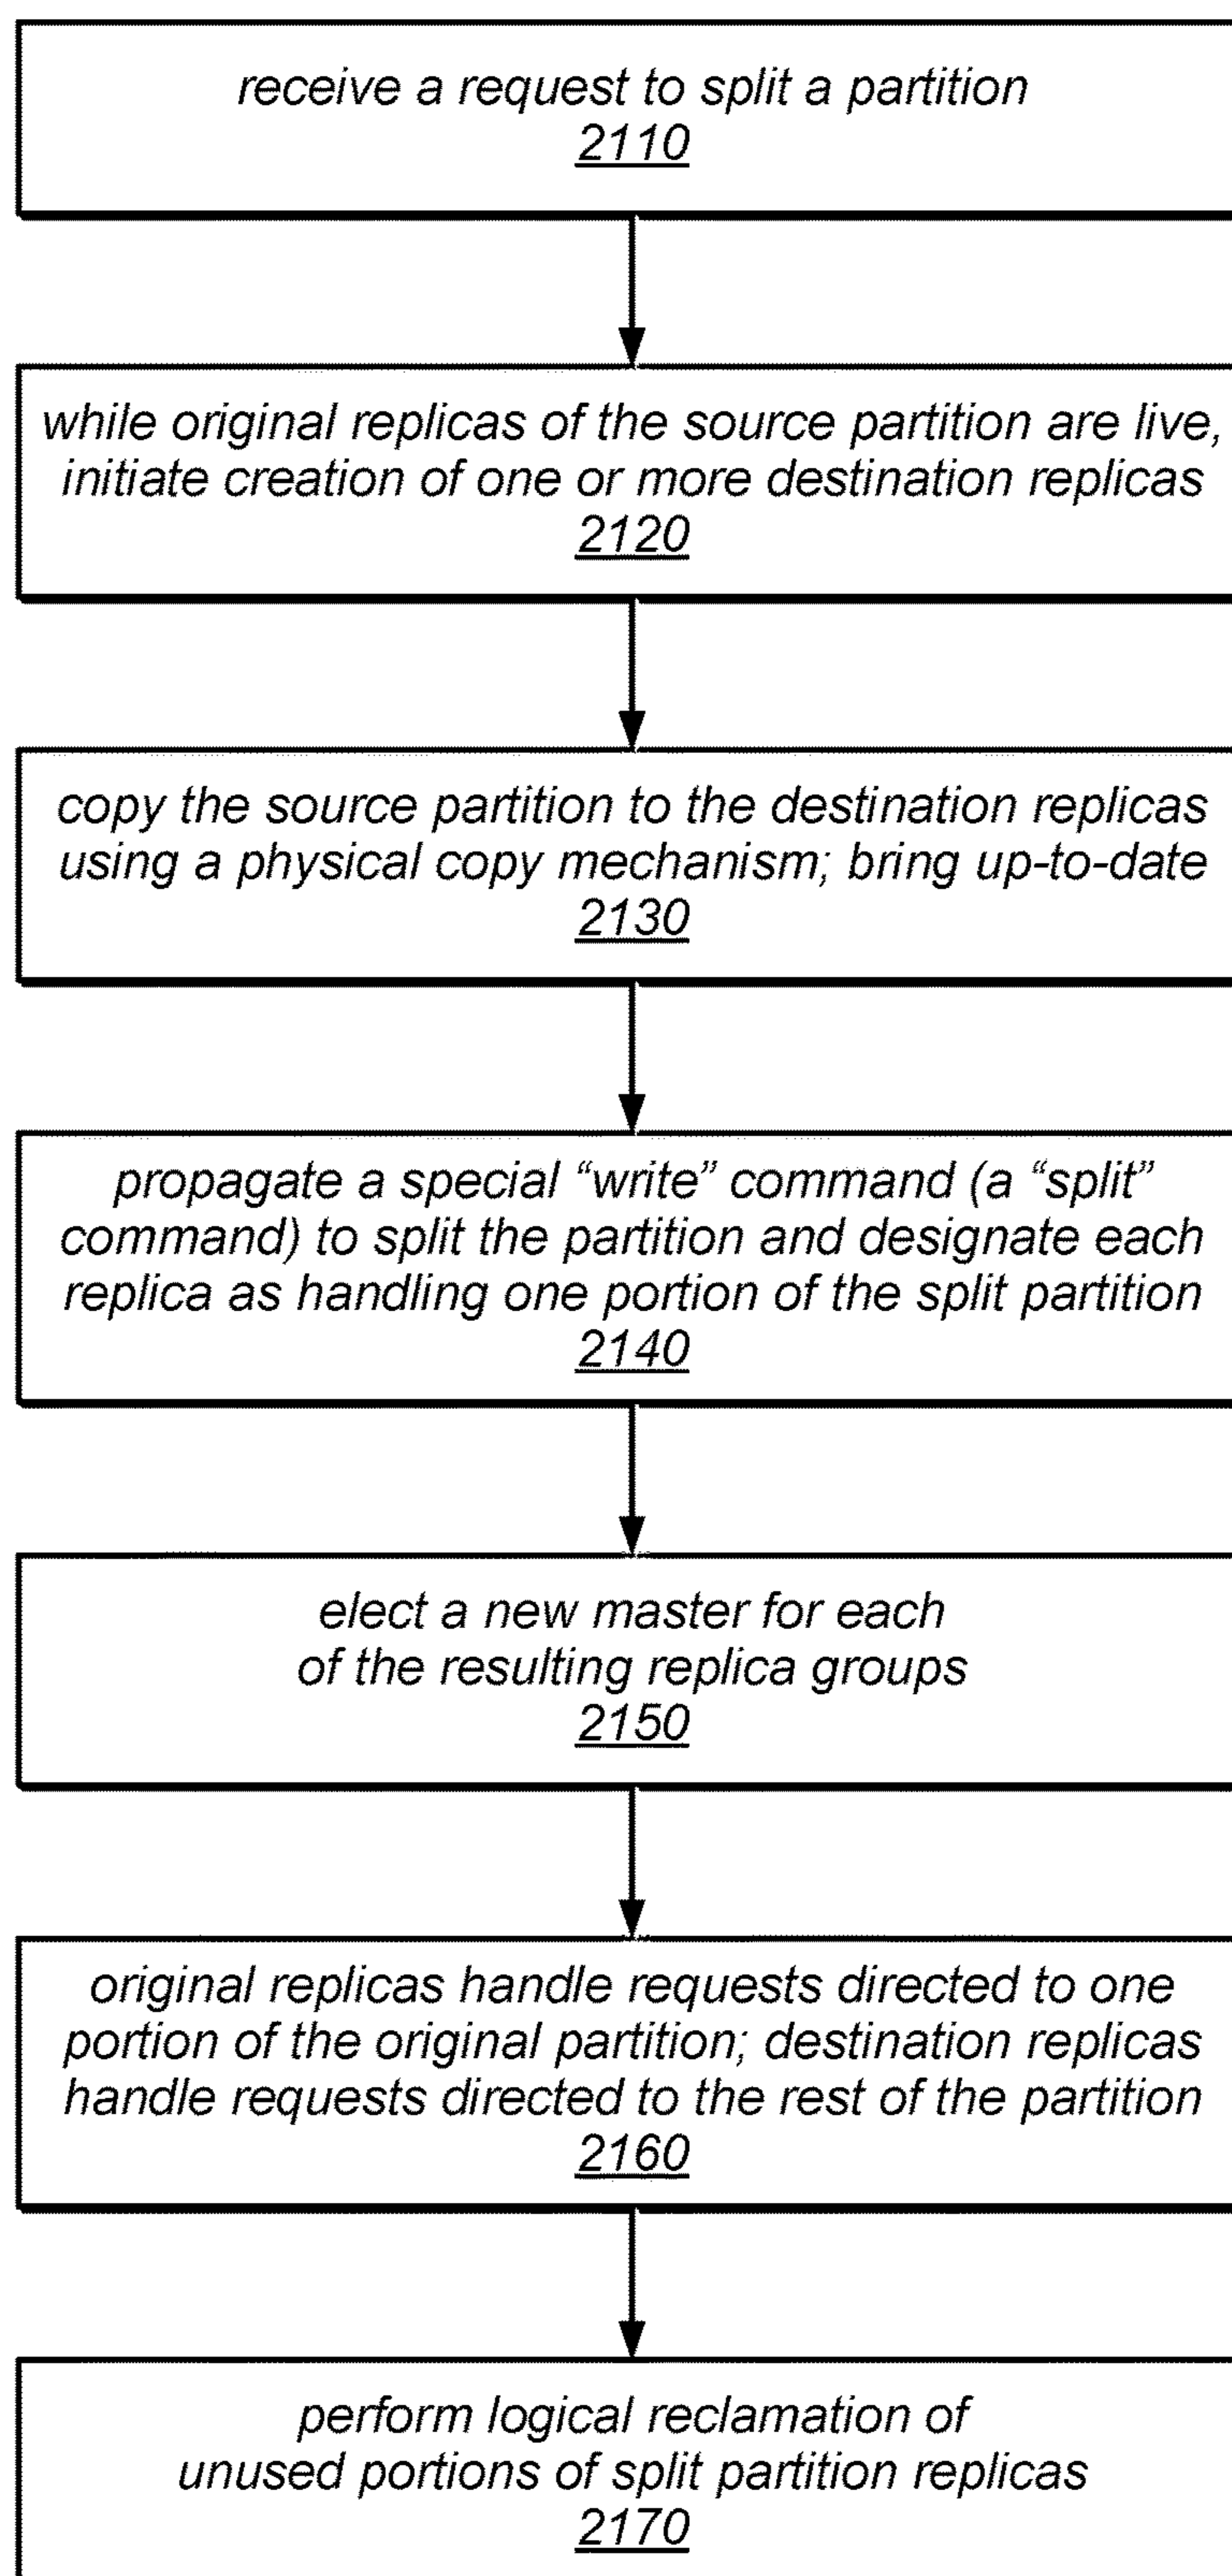 receive a request to split a partition
2110
while original replicas of the source partition are live,
initiate creation of one or more destination replicas
2120
copy the source partition to the destination replicas
using a physical copy mechanism; bring up-to-date
2130
propagate a special “write” command (a “split”
command) to split the partition and designate each
replica as handling one portion of the split partition
2140
elect a new master for each
of the resulting replica groups
2150
original replicas handle requests directed to one
portion of the original partition; destination replicas
handle requests directed to the rest of the partition
2160
perform logical reclamation of
unused portions of split partition replicas
2170